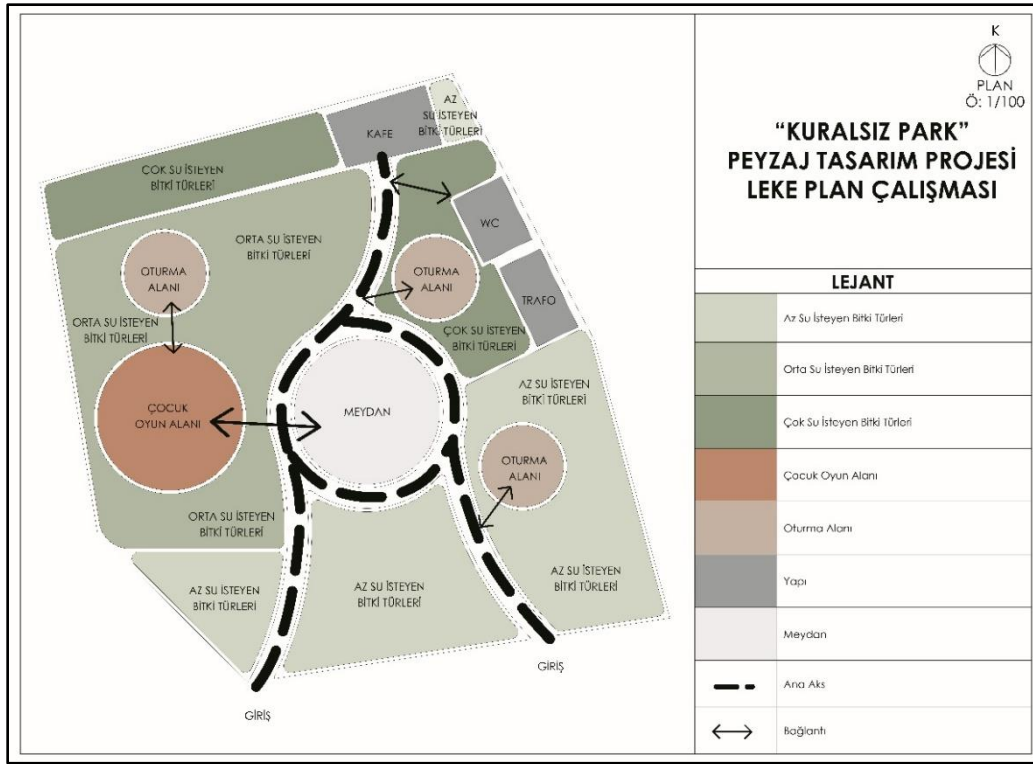 K
PLAN
Ö: 1/100
“KURALSIZ PARK”
PEYZAJ TASARIM PROJESİ
LEKE PLAN ÇALIŞMASI
LEJANT
Az Su İsteyen Bitki Türleri
Orta Su İsteyen Bitki Türleri
Çok Su İsteyen Bitki Türleri
Çocuk Oyun Alanı
Oturma Alanı
Yapı
Meydan
Ana Aks
Bağlantı
AZ
SU İSTEYEN
BİTKİ TÜRLERİ
KAFE
ÇOK SU İSTEYEN
BİTKİ TÜRLERİ
WC
ORTA SU İSTEYEN
BİTKİ TÜRLERİ
OTURMA
ALANI
OTURMA
ALANI
TRAFO
ORTA SU İSTEYEN
BİTKİ TÜRLERİ
ÇOK SU İSTEYEN
BİTKİ TÜRLERİ
AZ SU İSTEYEN
BİTKİ TÜRLERİ
ÇOCUK
OYUN ALANI
MEYDAN
OTURMA
ALANI
ORTA SU İSTEYEN
BİTKİ TÜRLERİ
AZ SU İSTEYEN
BİTKİ TÜRLERİ
AZ SU İSTEYEN
BİTKİ TÜRLERİ
AZ SU İSTEYEN
BİTKİ TÜRLERİ
GİRİŞ
GİRİŞ